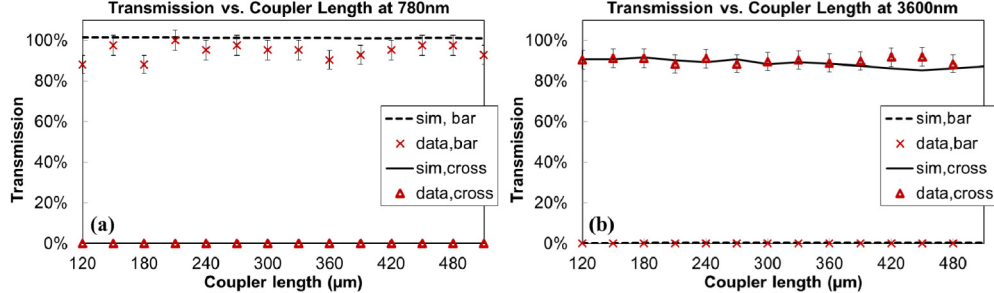 Transmission vs. Coupler Length at 780nm
100%
80%
60%
40%
20%
0%
Transmission
sim, bar
data,bar
sim,cross
data,cross
(a)
120 180 240 300 360 420 480
Coupler length (µm)
Transmission vs. Coupler Length at 3600nm
100%
80%
60%
40%
20%
0%
Transmission
sim, bar
data,bar
sim,cross
data,cross
(b)
120 180 240 300 360 420 480
Coupler length (µm)